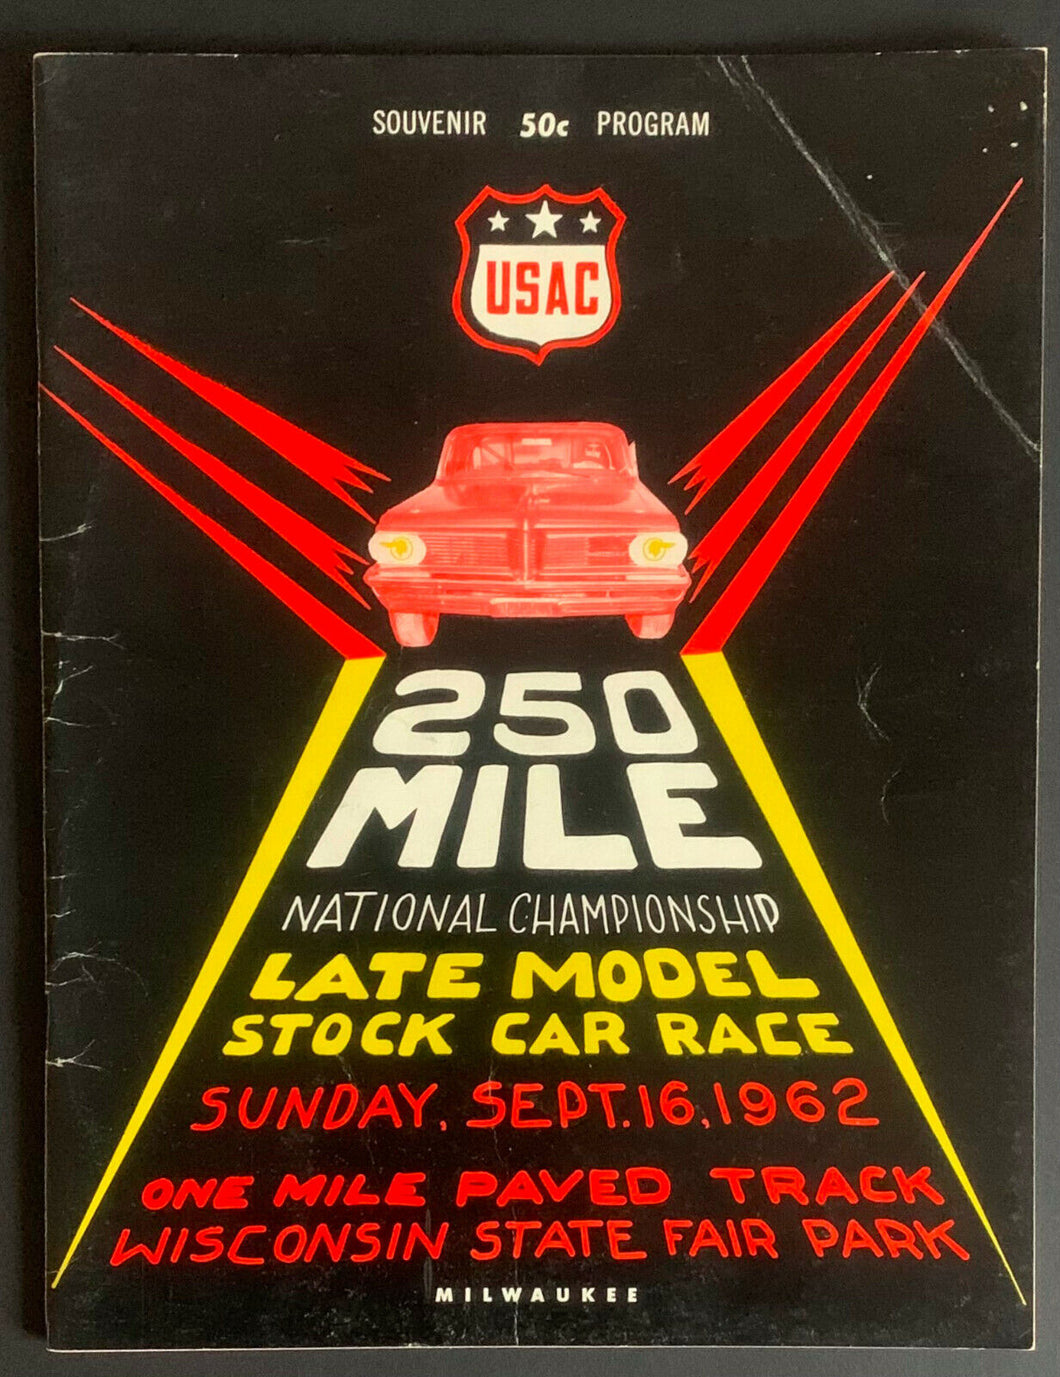 SOUVENIR 50c PROGRAM
USAC
250
MILE
NATIONAL CHAMPIONSHIP
LATE MODEL
STOCK CAR RACE
SUNDAY, SEPT. 16, 1962
ONE MILE PAVED TRACK
WISCONSIN STATE FAIR PARK
MILWAUKEE